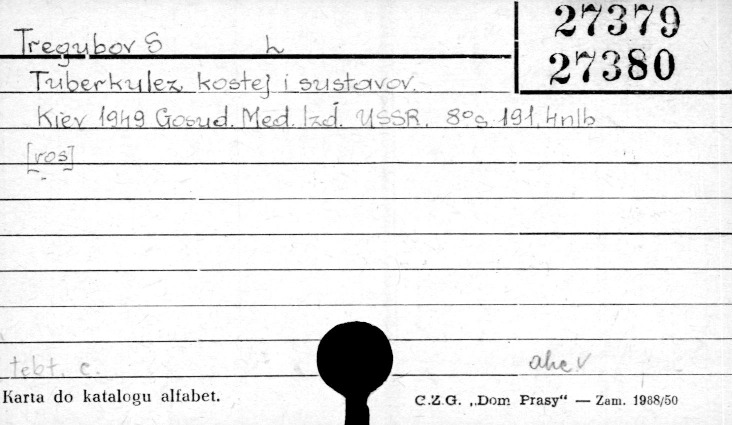 27379
Tregubov S L
27380
Tuberkulez kostej i sustavov.
Kiev 1949 Gosud. Med. Izd. USSR. 8° s. 191, 4nlb
[ros]
tebt. c.
Karta do katalogu alfabet.
C.Z.G. „Dom Prasy“ — Zam. 1988/50